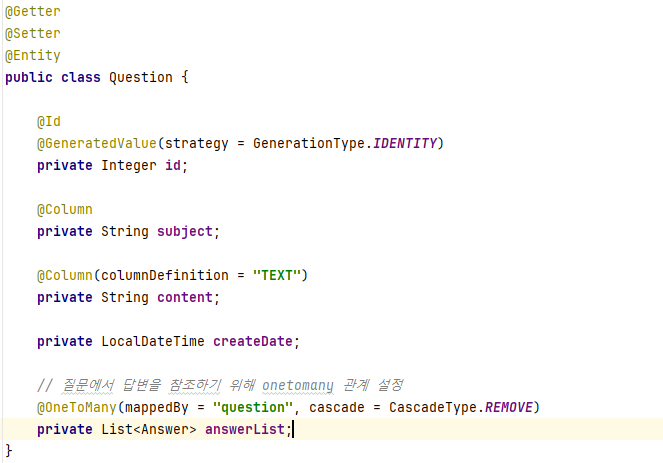 @Getter
@Setter
@Entity
public class Question {
@Id
@GeneratedValue(strategy = GenerationType.IDENTITY)
private Integer id;
@Column
private String subject;
@Column(columnDefinition = "TEXT")
private String content;
private LocalDateTime createDate;
// 질문에서 답변을 참조하기 위해 onetomany 관계 설정
@OneToMany(mappedBy = "question", cascade = CascadeType.REMOVE)
private List<Answer> answerList;
}